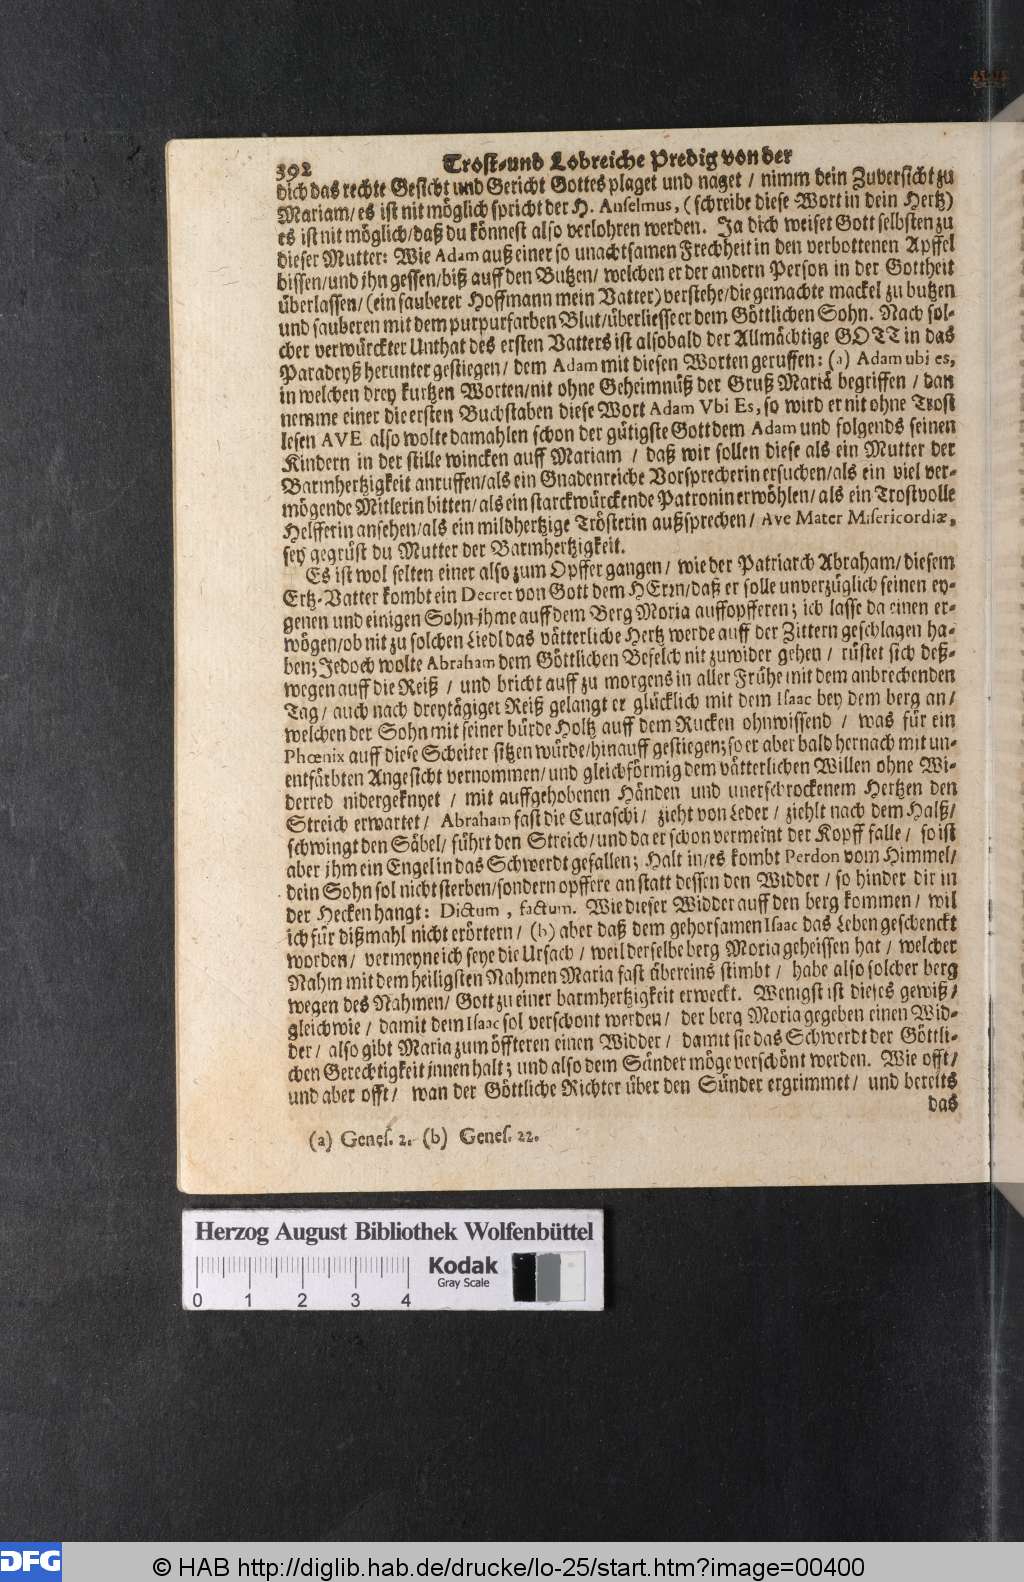 392
Trost-und Lobreiche Predig von der
dich das rechte Gesicht und Gericht Gottes plaget und naget / nimm dein Zuversicht zu
Mariam/ es ist nit möglich spricht der H. Anselmus, (schreibe diese Wort in dein Hertz)
es ist nit möglich/daß du könnest also verlohren werden. Ja dich weiset Gott selbsten zu
dieser Mutter: Wie Adam auß einer so unachtsamen Frechheit in den verbottenen Apffel
bissen/und jhn gessen/biß auff den Butzen/ welchen er der andern Person in der Gottheit
überlassen/(ein sauberer Hoffmann mein Vatter) verstehe/die gemachte mackel zu butzen
und sauberen mit dem purpurfarben Blut/überliesse er dem Göttlichen Sohn. Nach sol-
cher verwürckter Unthat des ersten Vatters ist alsobald der Allmächtige GOTT in das
Paradeyß herunter gestiegen/ dem Adam mit diesen Worten geruffen: (a) Adam ubi es,
in welchen drey kurtzen Worten/nit ohne Geheimnüß der Gruß Mariä begriffen / dan
nemme einer die ersten Buchstaben diese Wort Adam Vbi Es, so wird er nit ohne Trost
lesen AVE also wolte damahlen schon der gütigste Gott dem Adam und folgends seinen
Kindern in der stille wincken auff Mariam / daß wir sollen diese als ein Mutter der
Barmhertzigkeit anruffen/als ein Gnadenreiche Vorsprecherin ersuchen/als ein viel ver-
mögende Mitlerin bitten/als ein starckwürckende Patronin erwöhlen/ als ein Trostvolle
Helfferin ansehen/als ein mildhertzige Trösterin außsprechen/ Ave Mater Misericordiæ,
sey gegrüst du Mutter der Barmhertzigkeit.
Es ist wol selten einer also zum Opffer gangen/ wie der Patriarch Abraham/ diesem
Ertz-Vatter kombt ein Decret von Gott dem HErrn/daß er solle unverzüglich seinen ey-
genen und einigen Sohn jhme auff dem Berg Moria auffopfferen; ich lasse da einen er-
wögen/ob nit zu solchen Liedl das vätterliche Hertz werde auff der Zittern geschlagen ha-
ben; Jedoch wolte Abraham dem Göttlichen Befelch nit zuwider gehen / rüstet sich deß-
wegen auff die Reiß / und bricht auff zu morgens in aller Frühe mit dem anbrechenden
Tag/ auch nach dreytägiget Reiß gelangt er glücklich mit dem Isaac bey dem berg an/
welchen der Sohn mit seiner bürde Holtz auff dem Rucken ohnwissend / was für ein
Phœnix auff diese Scheiter sitzen würde/hinauff gestiegen; so er aber bald hernach mit un-
entfärbten Angesicht vernommen/und gleichförmig dem vätterlichen Willen ohne Wi-
derred nidergeknyet / mit auffgehobenen Händen und unerschrockenem Hertzen den
Streich erwartet/ Abraham fast die Curaschi/ zieht von Leder / ziehlt nach dem Halß/
schwingt den Säbel/ führt den Streich/und da er schon vermeint der Kopff falle / so ist
aber jhm ein Engel in das Schwerdt gefallen; Halt in/es kombt Perdon vom Himmel/
dein Sohn sol nicht sterben/sondern opffere an statt dessen den Widder / so hinder dir in
der Hecken hangt: Dictum, factum. Wie dieser Widder auff den berg kommen / wil
ich für dißmahl nicht erörtern/ (b) aber daß dem gehorsamen Isaac das Leben geschenckt
worden/ vermeyne ich seye die Ursach/ weil derselbe berg Moria geheissen hat / welcher
Nahm mit dem heiligsten Nahmen Maria fast übereins stimbt / habe also solcher berg
wegen des Nahmen/ Gott zu einer barmhertzigkeit erweckt. Wenigst ist dieses gewiß/
gleichwie / damit dem Isaac sol verschont werden/ der berg Moria gegeben einen Wid-
der/ also gibt Maria zum öffteren einen Widder/ damit sie das Schwerdt der Göttli-
chen Gerechtigkeit jnnen halt; und also dem Sünder möge verschönt werden. Wie offt/
und aber offt/ wan der Göttliche Richter über den Sünder ergrimmet/ und bereits
das
(a) Genes. 2. (b) Genes. 22.
Herzog August Bibliothek Wolfenbüttel
Kodak
Gray Scale
0 1 2 3 4
DFG
© HAB http://diglib.hab.de/drucke/lo-25/start.htm?image=00400